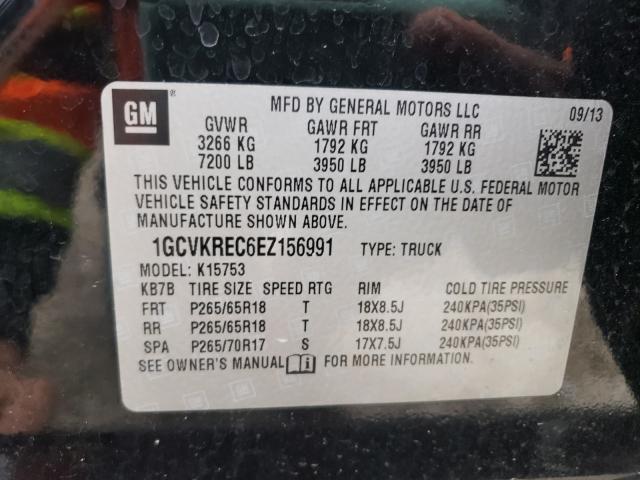 GM ®
MFD BY GENERAL MOTORS LLC 09/13
GVWR GAWR FRT GAWR RR
3266 KG 1792 KG 1792 KG
7200 LB 3950 LB 3950 LB
THIS VEHICLE CONFORMS TO ALL APPLICABLE U.S. FEDERAL MOTOR
VEHICLE SAFETY STANDARDS IN EFFECT ON THE DATE OF
MANUFACTURE SHOWN ABOVE.
1GCVKREC6EZ156991 TYPE: TRUCK
MODEL: K15753
KB7B TIRE SIZE SPEED RTG RIM COLD TIRE PRESSURE
FRT P265/65R18 T 18X8.5J 240KPA(35PSI)
RR P265/65R18 T 18X8.5J 240KPA(35PSI)
SPA P265/70R17 S 17X7.5J 240KPA(35PSI)
SEE OWNER'S MANUAL FOR MORE INFORMATION.